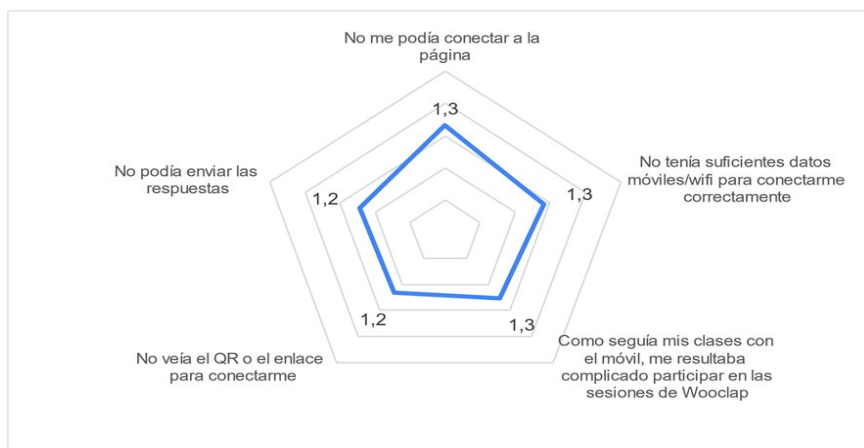 No me podía conectar a la
página
1,3
No tenía suficientes datos
móviles/wifi para conectarme
correctamente
1,3
Como seguía mis clases con
el móvil, me resultaba
complicado participar en las
sesiones de Wooclap
1,3
No veía el QR o el enlace
para conectarme
1,2
No podía enviar las
respuestas
1,2